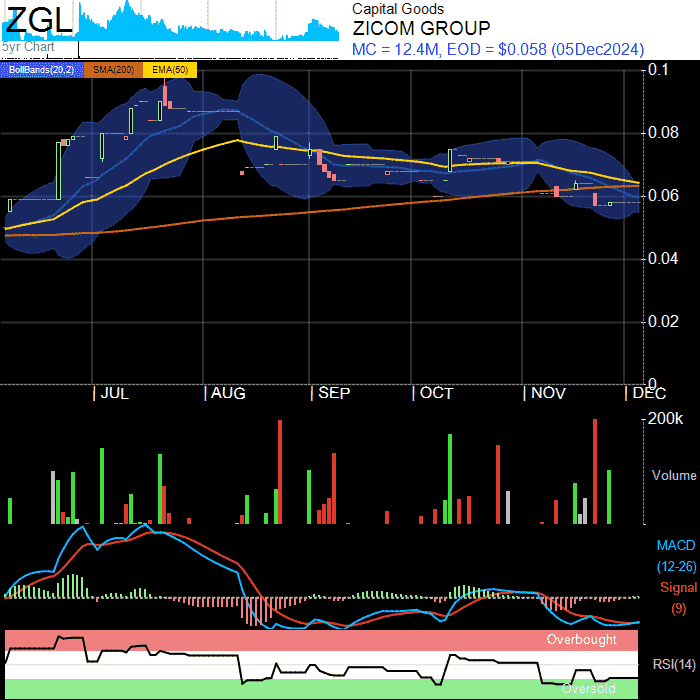 ZGL
5yr Chart
Capital Goods
ZICOM GROUP
MC = 12.4M, EOD = $0.058 (05Dec2024)
BollBands(20,2) SMA(200) EMA(50)
0.1
0.08
0.06
0.04
0.02
0
JUL AUG SEP OCT NOV DEC
200k
Volume
MACD
(12-26)
Signal
(9)
Overbought
RSI(14)
Oversold